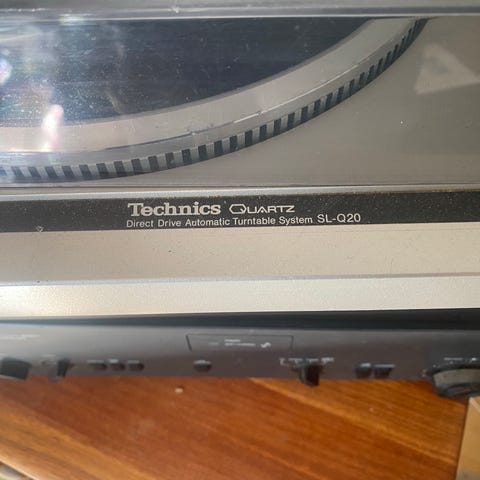 Technics QUARTZ
Direct Drive Automatic Turntable System SL-Q20